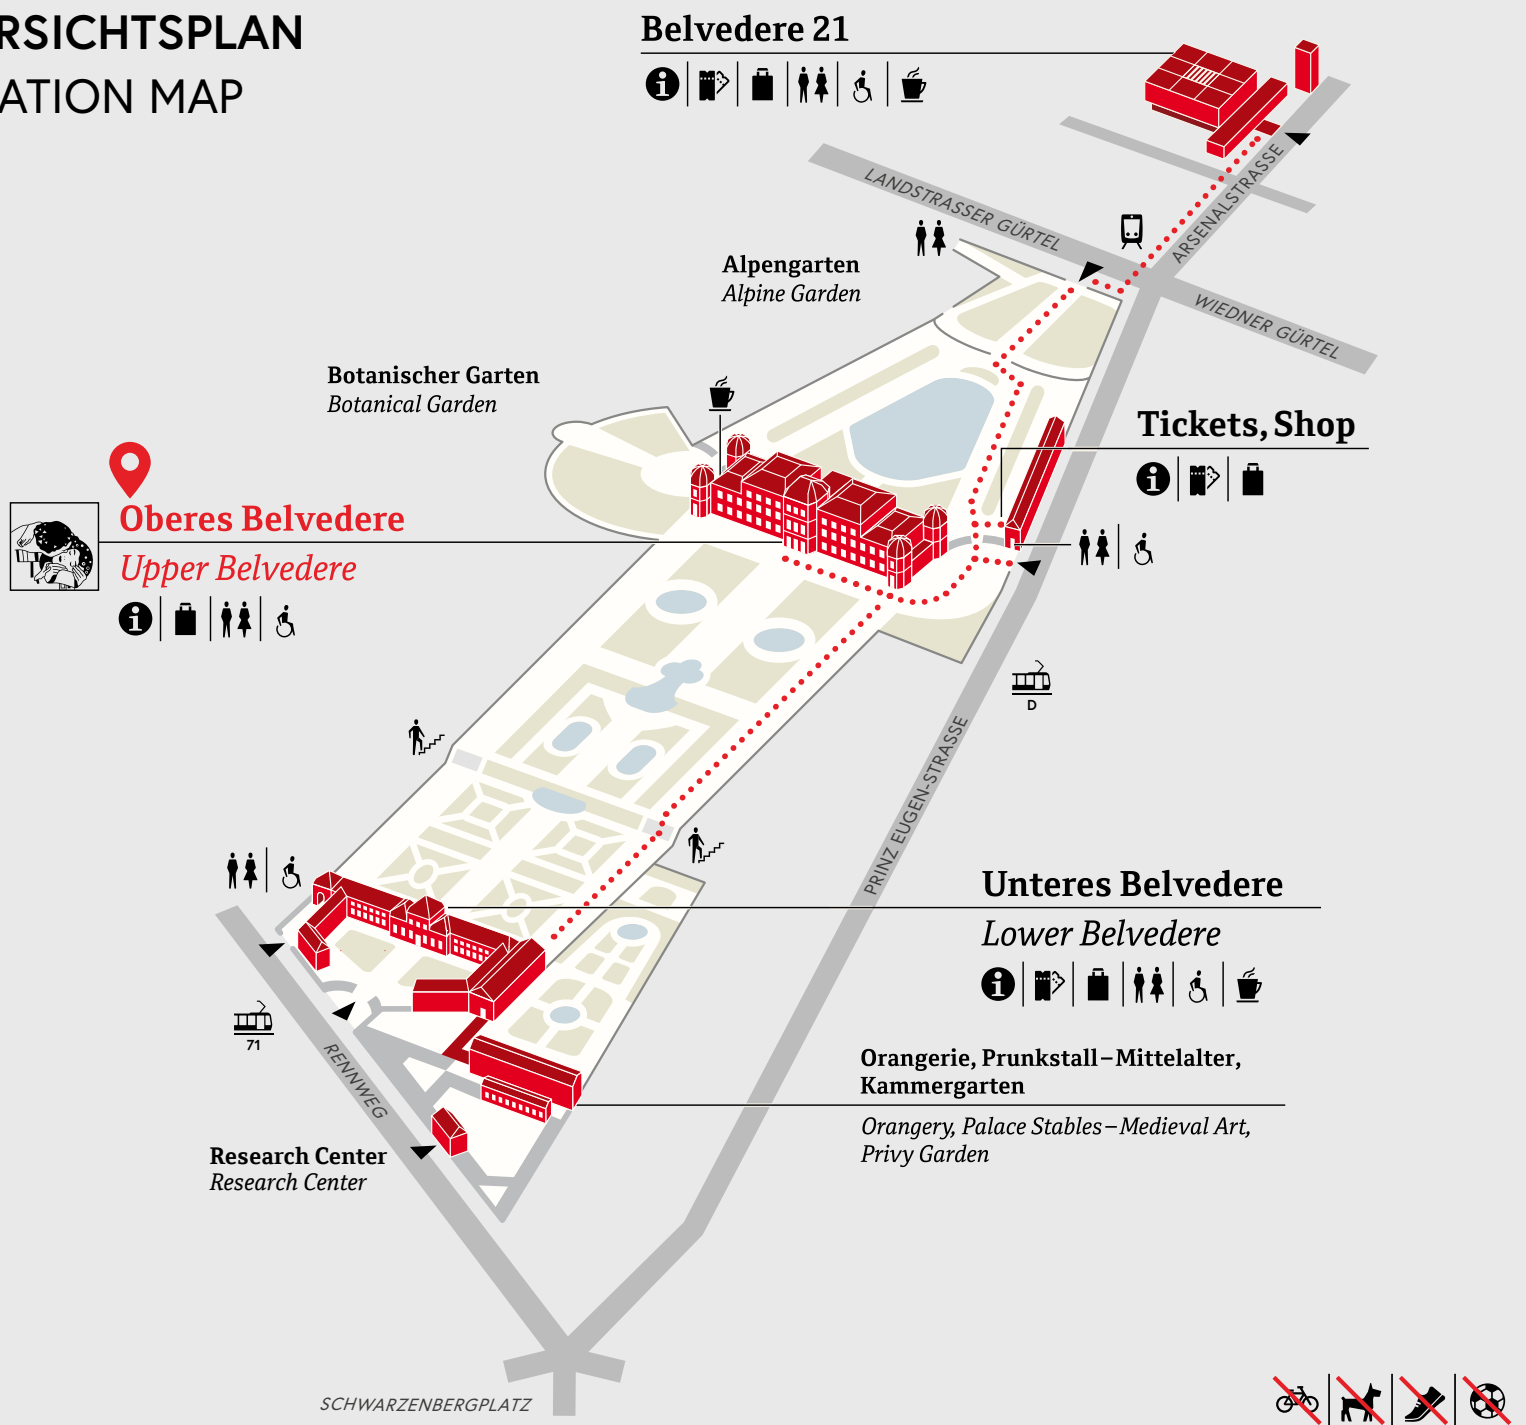 RSICHTSPLAN
ATION MAP
Belvedere 21
LANDSTRASSER GÜRTEL
ARSENALSTRASSE
WIEDNER GÜRTEL
Alpengarten
Alpine Garden
Botanischer Garten
Botanical Garden
Tickets, Shop
Oberes Belvedere
Upper Belvedere
D
PRINZ EUGEN-STRASSE
Unteres Belvedere
Lower Belvedere
71
RENNWEG
Orangerie, Prunkstall–Mittelalter,
Kammergarten
Orangery, Palace Stables–Medieval Art,
Privy Garden
Research Center
Research Center
SCHWARZENBERGPLATZ